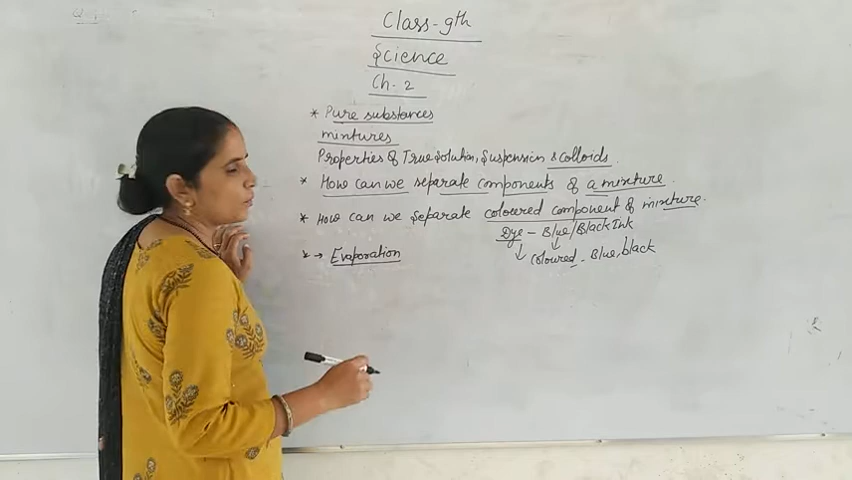 Class-9th
Science
Ch-2
* Pure substances
mixtures
Properties of True solution, Suspension & colloids.
* How can we separate components of a mixture.
* How can we separate coloured component of mixture.
Dye - Blue/Black Ink
↓ ↓
coloured - Blue, black
* → Evaporation